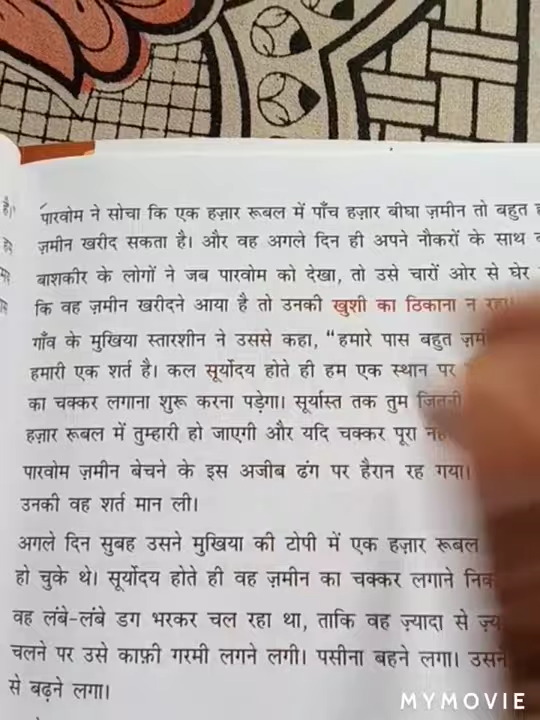 है।"
पारवोम ने सोचा कि एक हज़ार रूबल में पाँच हज़ार बीघा ज़मीन तो बहुत
ज़मीन खरीद सकता है। और वह अगले दिन ही अपने नौकरों के साथ
बाशकीर के लोगों ने जब पारवोम को देखा, तो उसे चारों ओर से घेर
कि वह ज़मीन खरीदने आया है तो उनकी खुशी का ठिकाना न रहा।
गाँव के मुखिया स्तारशीन ने उससे कहा, "हमारे पास बहुत
हमारी एक शर्त है। कल सूर्योदय होते ही हम एक स्थान पर
का चक्कर लगाना शुरू करना पड़ेगा। सूर्यास्त तक तुम जितनी
हज़ार रूबल में तुम्हारी हो जाएगी और यदि चक्कर पूरा
पारवोम ज़मीन बेचने के इस अजीब ढंग पर हैरान रह गया।
उनकी वह शर्त मान ली।
अगले दिन सुबह उसने मुखिया की टोपी में एक हज़ार रूबल
हो चुके थे। सूर्योदय होते ही वह ज़मीन का चक्कर लगाने
वह लंबे-लंबे डग भरकर चल रहा था, ताकि वह ज़्यादा से
चलने पर उसे काफ़ी गरमी लगने लगी। पसीना बहने लगा। उसने
से बढ़ने लगा।
MYMOVIE